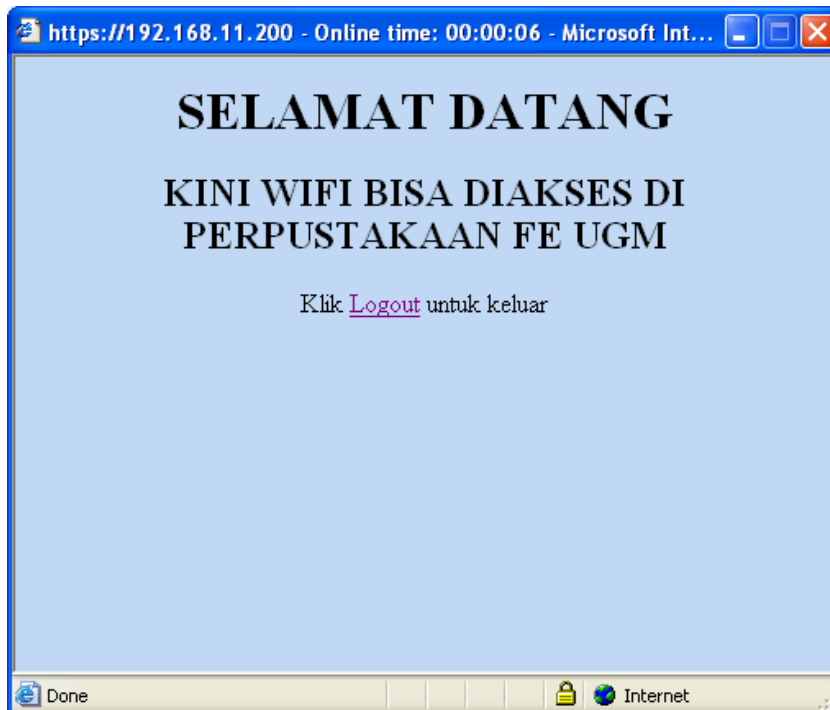 https://192.168.11.200 - Online time: 00:00:06 - Microsoft Int...
SELAMAT DATANG
KINI WIFI BISA DIAKSES DI
PERPUSTAKAAN FE UGM
Klik Logout untuk keluar
Done
Internet